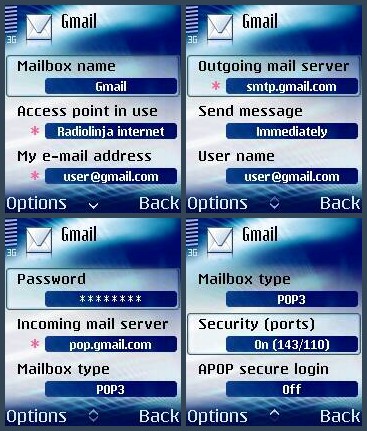 3G
Gmail
Mailbox name
Gmail
Access point in use
* Radiolinja internet
My e-mail address
* user@gmail.com
Options
Back
3G
Gmail
Outgoing mail server
* smtp.gmail.com
Send message
Immediately
User name
user@gmail.com
Options
Back
Gmail
Password
********
Incoming mail server
* pop.gmail.com
Mailbox type
POP3
Options
Back
Gmail
Mailbox type
POP3
Security (ports)
On (143/110)
APOP secure login
Off
Options
Back